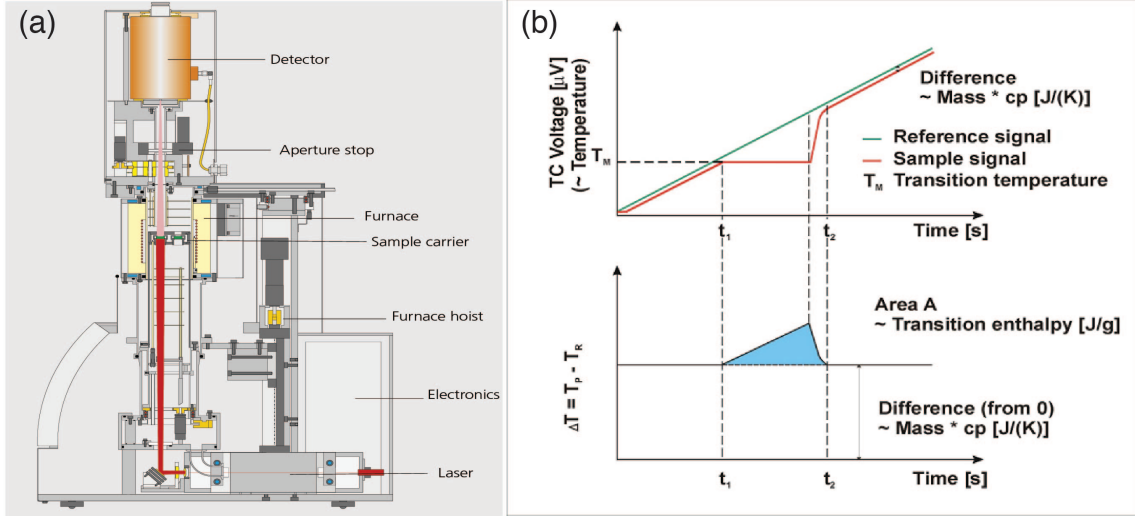 (a)
Detector
Aperture stop
Furnace
Sample carrier
Furnace hoist
Electronics
Laser
(b)
TC Voltage [µV]
(~ Temperature)
T_M
Difference
~ Mass * cp [J/(K)]
Reference signal
Sample signal
T_M Transition temperature
t₁
t₂
Time [s]
ΔT = T_P - T_R
Area A
~ Transition enthalpy [J/g]
Difference (from 0)
~ Mass * cp [J/(K)]
t₁
t₂
Time [s]